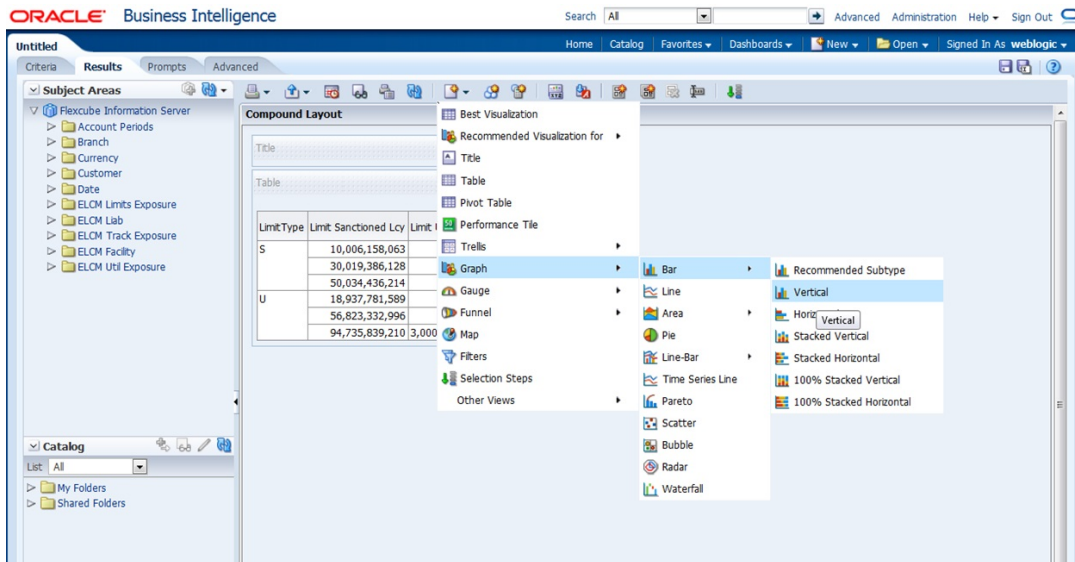 ORACLE Business Intelligence
Search All Advanced Administration Help Sign Out
Untitled
Home Catalog Favorites Dashboards New Open Signed In As weblogic
Criteria Results Prompts Advanced
Subject Areas
Flexcube Information Server
Account Periods
Branch
Currency
Customer
Date
ELCM Limits Exposure
ELCM Liab
ELCM Track Exposure
ELCM Facility
ELCM Util Exposure
Catalog
List All
My Folders
Shared Folders
Compound Layout
Title
Table
LimitType Limit Sanctioned Lcy Limit
S 10,006,158,063
30,019,386,128
50,034,436,214
U 18,937,781,589
56,823,332,996
94,735,839,210 3,000
Best Visualization
Recommended Visualization for
Title
Table
Pivot Table
Performance Tile
Trellis
Graph
Gauge
Funnel
Map
Filters
Selection Steps
Other Views
Bar
Line
Area
Pie
Line-Bar
Time Series Line
Pareto
Scatter
Bubble
Radar
Waterfall
Recommended Subtype
Vertical
Vertical
Stacked Vertical
Stacked Horizontal
100% Stacked Vertical
100% Stacked Horizontal